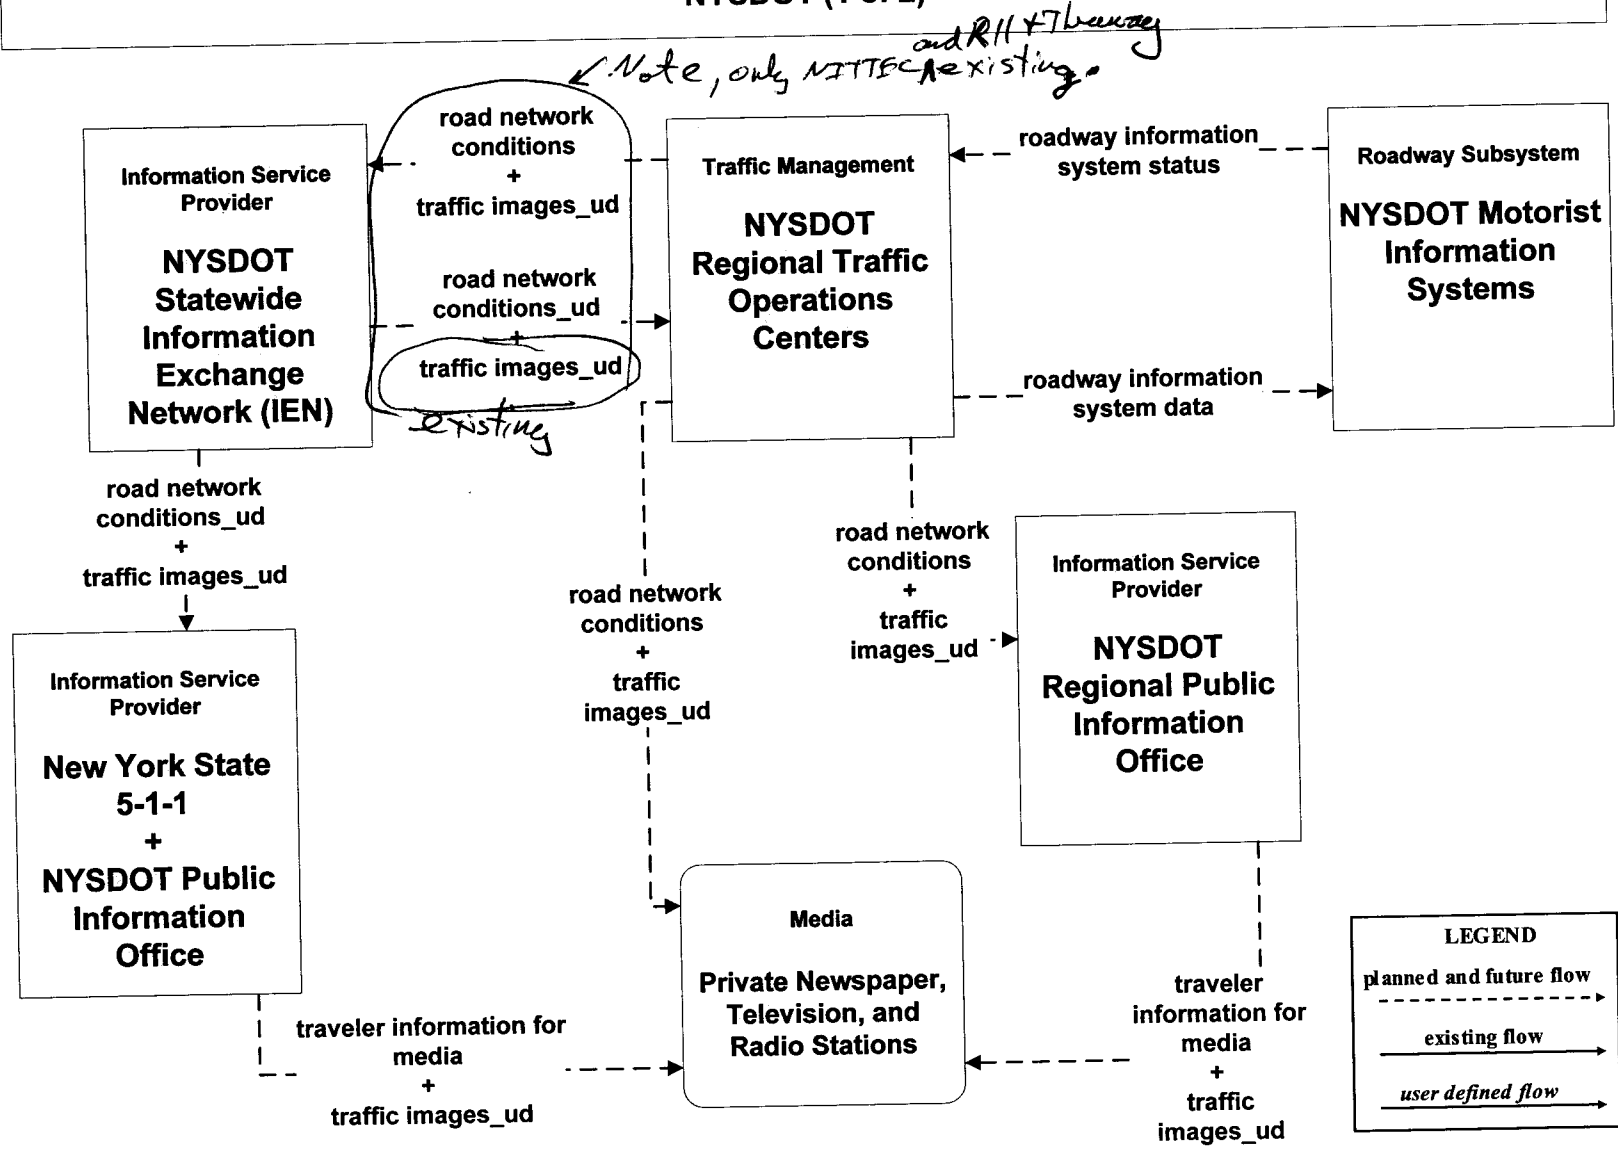 NYSDOT (1 of 2)
and R11 + Thruway
Note, only NITTEC existing.
road network
conditions
+
traffic images_ud
road network
conditions_ud
+
traffic images_ud
existing
Information Service
Provider
NYSDOT
Statewide
Information
Exchange
Network (IEN)
Traffic Management
NYSDOT
Regional Traffic
Operations
Centers
roadway information
system status
roadway information
system data
Roadway Subsystem
NYSDOT Motorist
Information
Systems
road network
conditions_ud
+
traffic images_ud
road network
conditions
+
traffic
images_ud
road network
conditions
+
traffic
images_ud
Information Service
Provider
NYSDOT
Regional Public
Information
Office
Information Service
Provider
New York State
5-1-1
+
NYSDOT Public
Information
Office
Media
Private Newspaper,
Television, and
Radio Stations
traveler information for
media
+
traffic images_ud
traveler
information for
media
+
traffic
images_ud
LEGEND
planned and future flow
existing flow
user defined flow